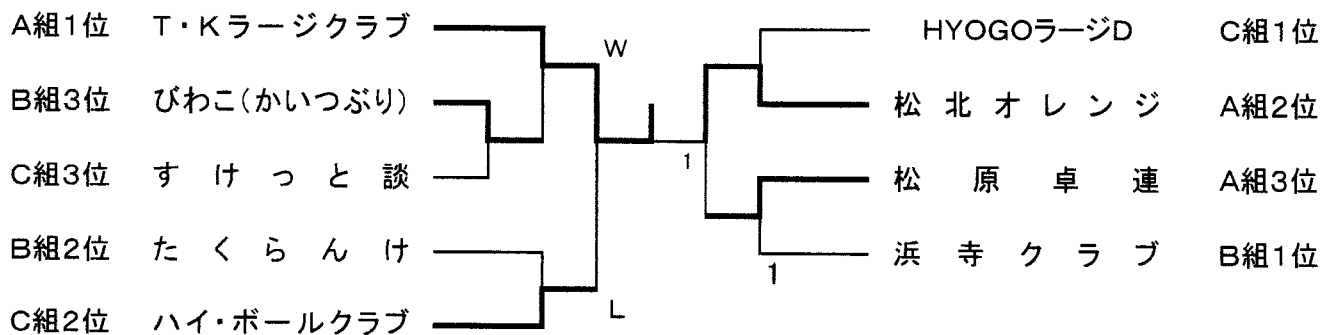 A組1位 T・Kラージクラブ
W
B組3位 びわこ(かいつぶり)
C組3位 すけっと談
B組2位 たくらんけ
L
C組2位 ハイ・ボールクラブ
1
HYOGOラージD C組1位
松北オレンジ A組2位
松原卓連 A組3位
浜寺クラブ B組1位
1